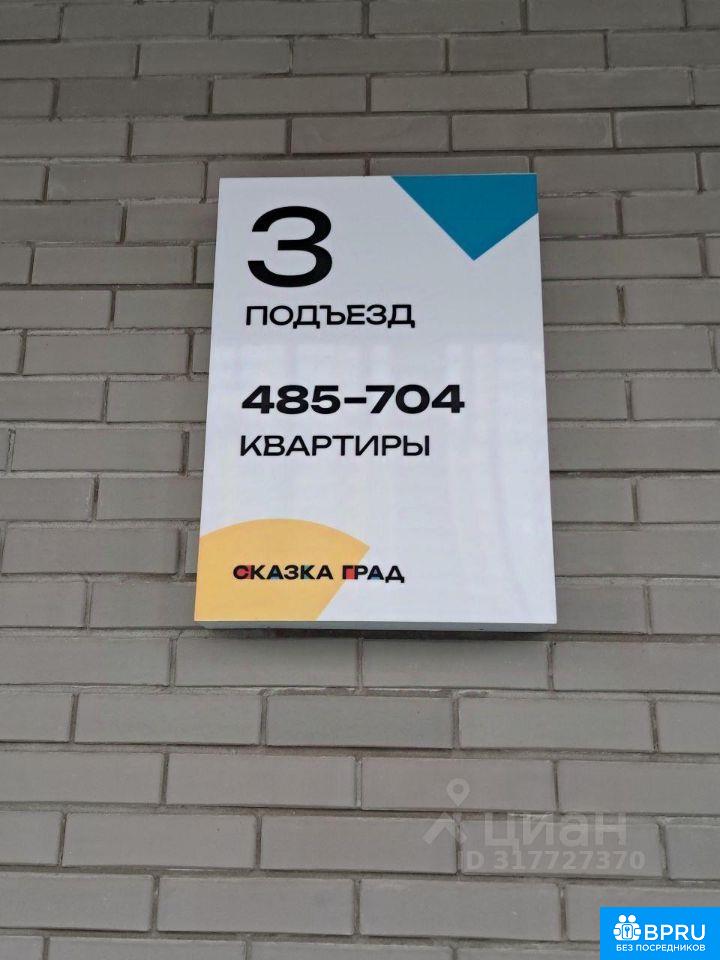 3
ПОДЪЕЗД
485-704
КВАРТИРЫ
СКАЗКА ГРАД
циан
D 317727370
BPRU
БЕЗ ПОСРЕДНИКОВ